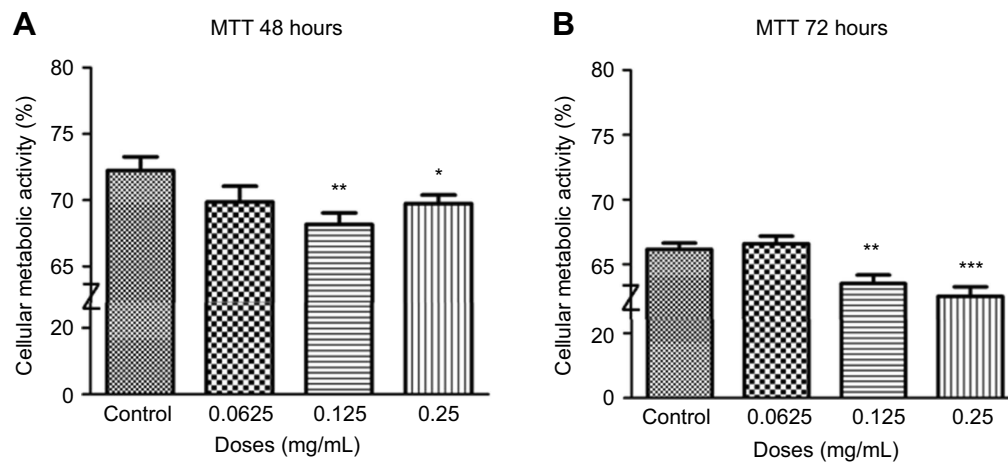 A
MTT 48 hours
Cellular metabolic activity (%)
80
75
70
65
20
0
**
*
Control 0.0625 0.125 0.25
Doses (mg/mL)
B
MTT 72 hours
Cellular metabolic activity (%)
80
75
70
65
20
0
**
***
Control 0.0625 0.125 0.25
Doses (mg/mL)